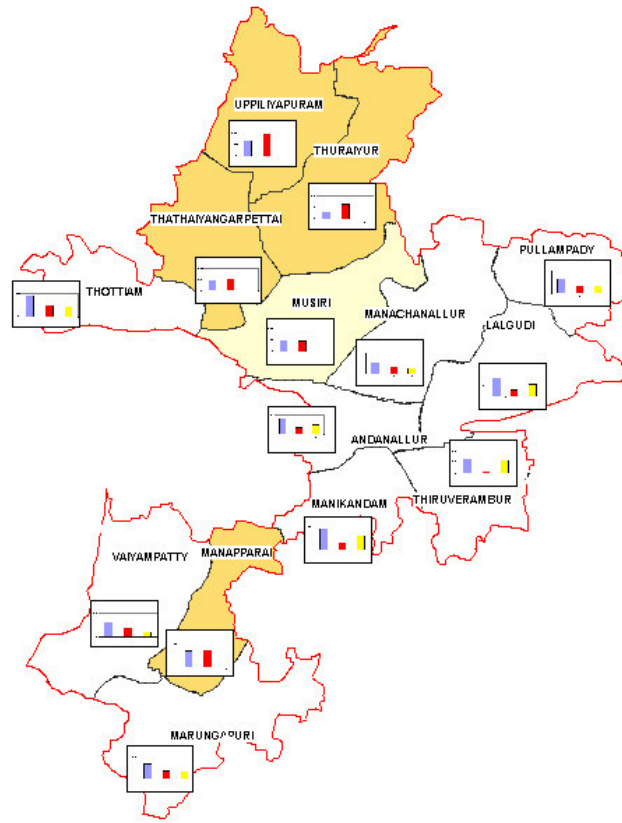 UPPILIYAPURAM
THURAIYUR
THATHAIYANGARPETTAI
PULLAMPADY
THOTTIAM
MUSIRI
MANACHANALLUR
LALGUDI
ANDANALLUR
THIRUVERAMBUR
MANIKANDAM
VAIYAMPATTY
MANAPPARAI
MARUNGAPURI